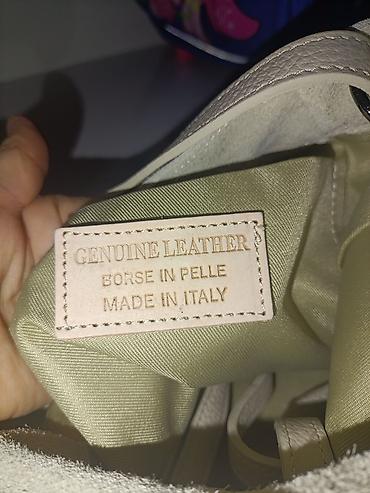 GENUINE LEATHER
BORSE IN PELLE
MADE IN ITALY